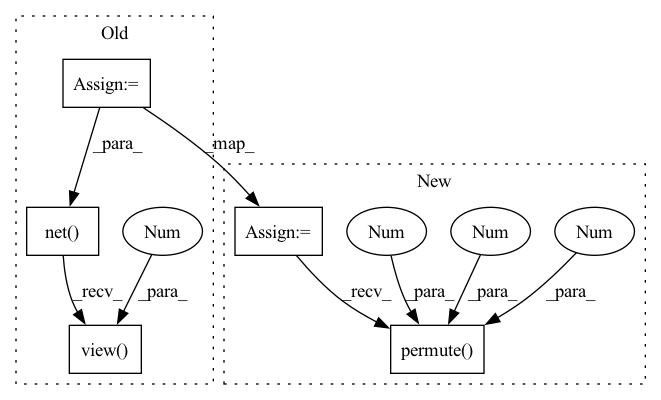 Old
Assign:=
_para_
_map_
New
net()
Num
Assign:=
Num
Num
Num
_recv_
_para_
_recv_
_para_
_para_
_para_
view()
permute()